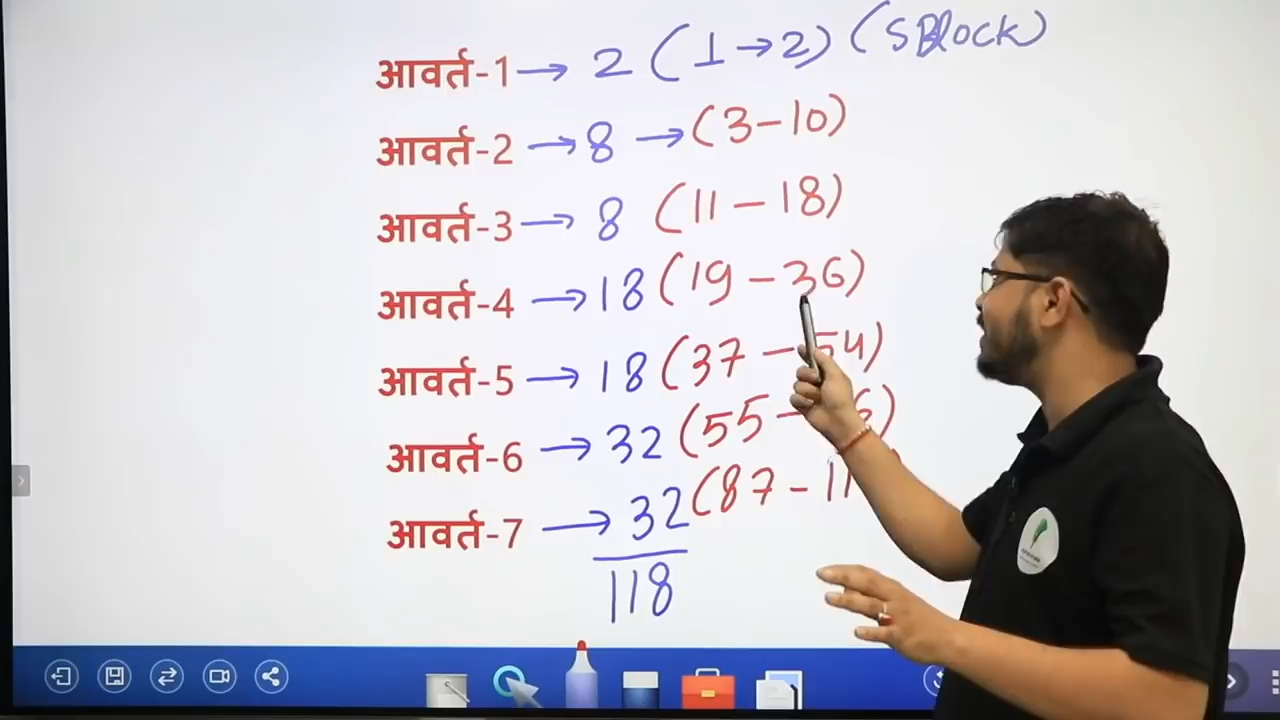 आवर्त-1 → 2 (1 → 2) (S Block)
आवर्त-2 → 8 → (3 – 10)
आवर्त-3 → 8 (11 – 18)
आवर्त-4 → 18 (19 – 36)
आवर्त-5 → 18 (37 – 54)
आवर्त-6 → 32 (55 –
आवर्त-7 → 32 (87 – 11
118